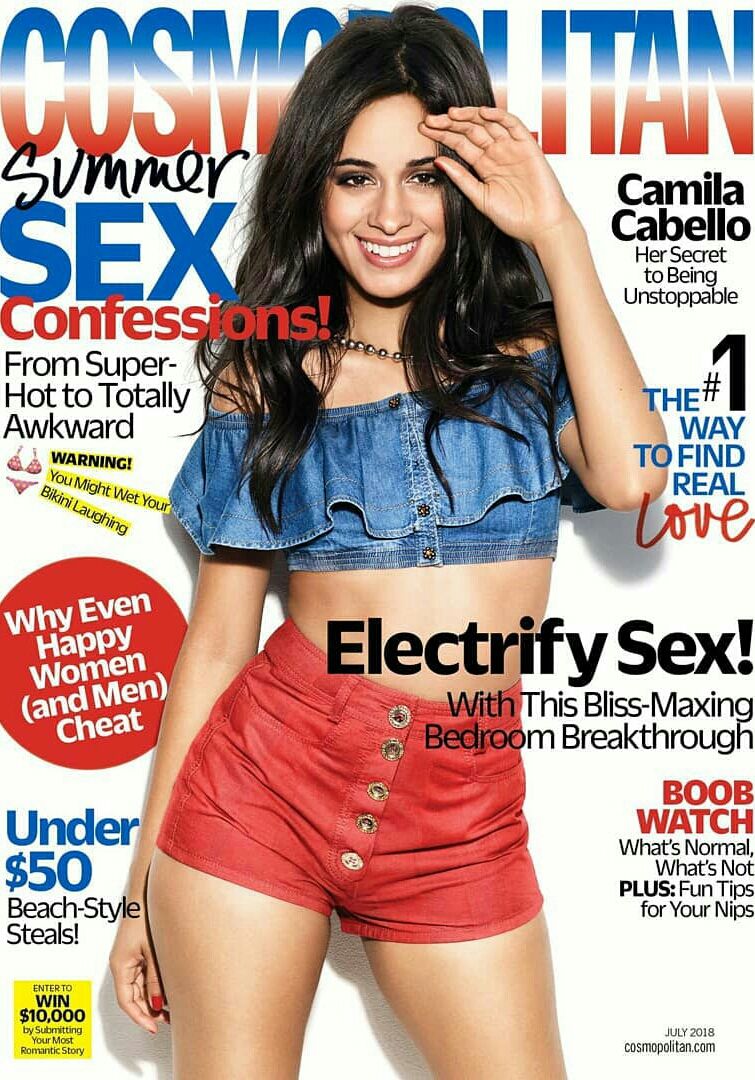 COSMOPOLITAN
Summer
SEX
Confessions!
From Super-
Hot to Totally
Awkward
WARNING!
You Might Wet Your
Bikini Laughing
Camila
Cabello
Her Secret
to Being
Unstoppable
THE #1
WAY
TO FIND
REAL
Love
Why Even
Happy
Women
(and Men)
Cheat
Electrify Sex!
With This Bliss-Maxing
Bedroom Breakthrough
Under
$50
Beach-Style
Steals!
BOOB
WATCH
What's Normal,
What's Not
PLUS: Fun Tips
for Your Nips
ENTER TO
WIN
$10,000
by Submitting
Your Most
Romantic Story
JULY 2018
cosmopolitan.com